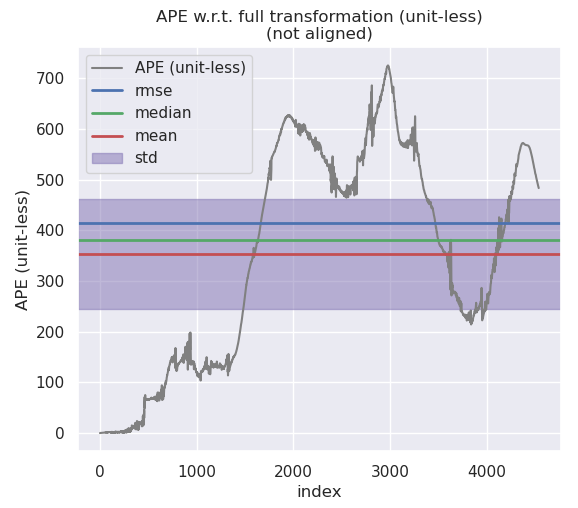 APE w.r.t. full transformation (unit-less)
(not aligned)
APE (unit-less)
rmse
median
mean
std
APE (unit-less)
700
600
500
400
300
200
100
0
0 1000 2000 3000 4000
index